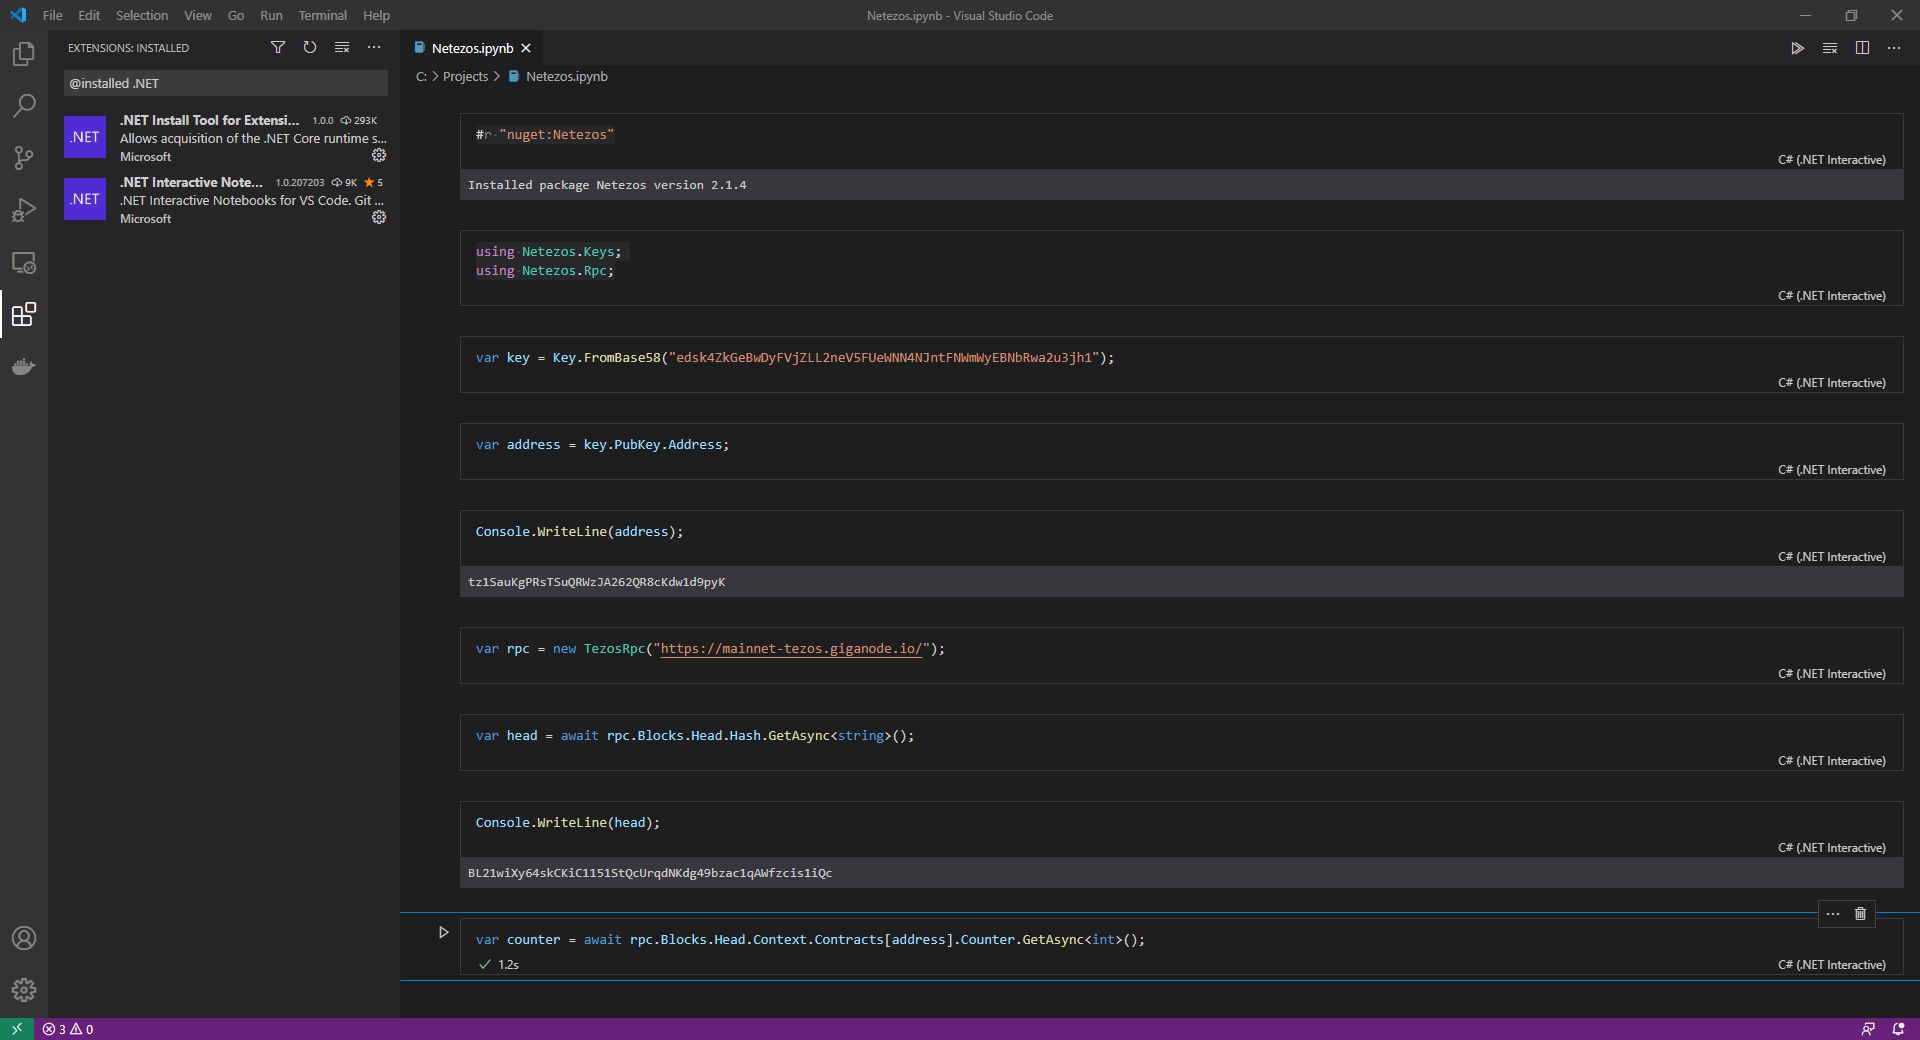 File Edit Selection View Go Run Terminal Help
Netezos.ipynb - Visual Studio Code
EXTENSIONS: INSTALLED
@installed .NET
.NET
.NET Install Tool for Extensi... 1.0.0 293K
Allows acquisition of the .NET Core runtime s...
Microsoft
.NET
.NET Interactive Note... 1.0.207203 9K 5
.NET Interactive Notebooks for VS Code. Git ...
Microsoft
Netezos.ipynb
C: > Projects > Netezos.ipynb
#r "nuget:Netezos"
C# (.NET Interactive)
Installed package Netezos version 2.1.4
using Netezos.Keys;
using Netezos.Rpc;
C# (.NET Interactive)
var key = Key.FromBase58("edsk4ZkGeBwDyFVjZLL2neV5FUeWNN4NJntFNWmWyEBNbRwa2u3jh1");
C# (.NET Interactive)
var address = key.PubKey.Address;
C# (.NET Interactive)
Console.WriteLine(address);
C# (.NET Interactive)
tz1SauKgPRsTSuQRWzJA262QR8cKdw1d9pyK
var rpc = new TezosRpc("https://mainnet-tezos.giganode.io/");
C# (.NET Interactive)
var head = await rpc.Blocks.Head.Hash.GetAsync<string>();
C# (.NET Interactive)
Console.WriteLine(head);
C# (.NET Interactive)
BL21wiXy64skCKiC1151StQcUrqdNKdg49bzac1qAWfzcis1iQc
var counter = await rpc.Blocks.Head.Context.Contracts[address].Counter.GetAsync<int>();
1.2s
C# (.NET Interactive)
3 0